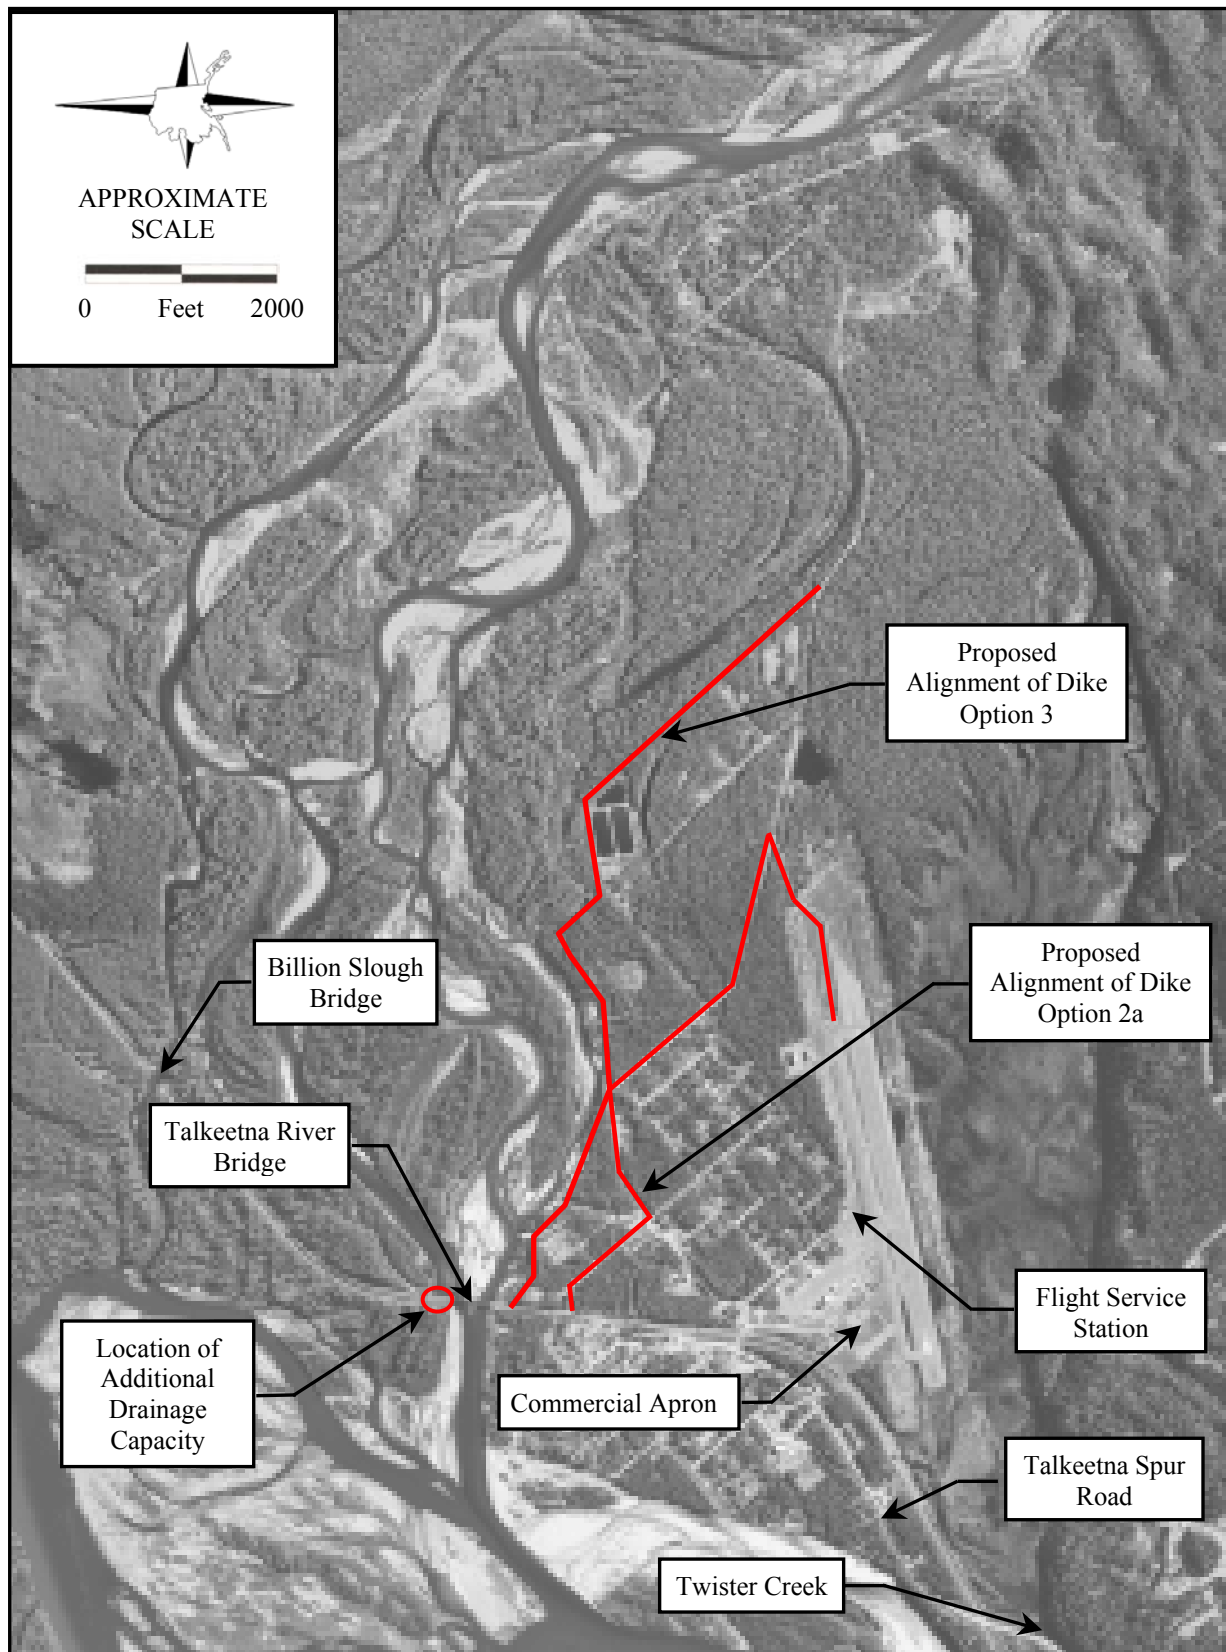 APPROXIMATE
SCALE
0 Feet 2000
Proposed
Alignment of Dike
Option 3
Billion Slough
Bridge
Proposed
Alignment of Dike
Option 2a
Talkeetna River
Bridge
Flight Service
Station
Location of
Additional
Drainage
Capacity
Commercial Apron
Talkeetna Spur
Road
Twister Creek